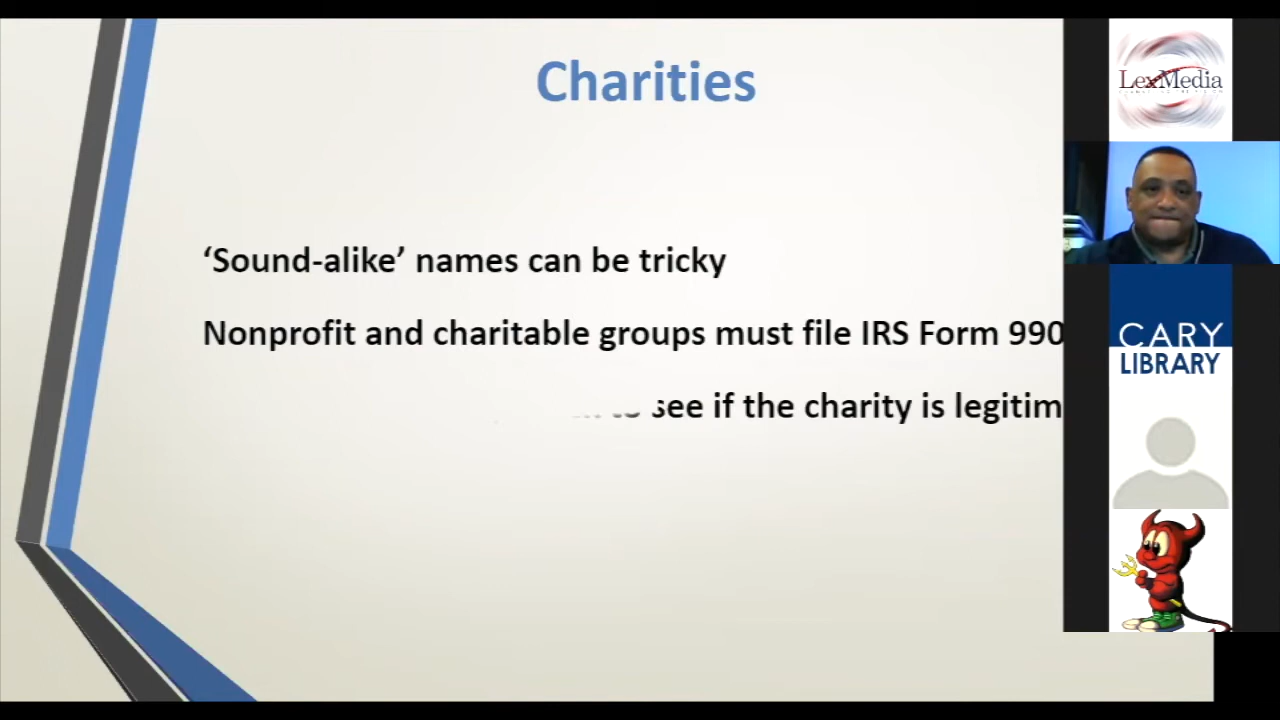 Charities
‘Sound-alike’ names can be tricky
Nonprofit and charitable groups must file IRS Form 990
see if the charity is legitim
LexMedia
CARY
LIBRARY